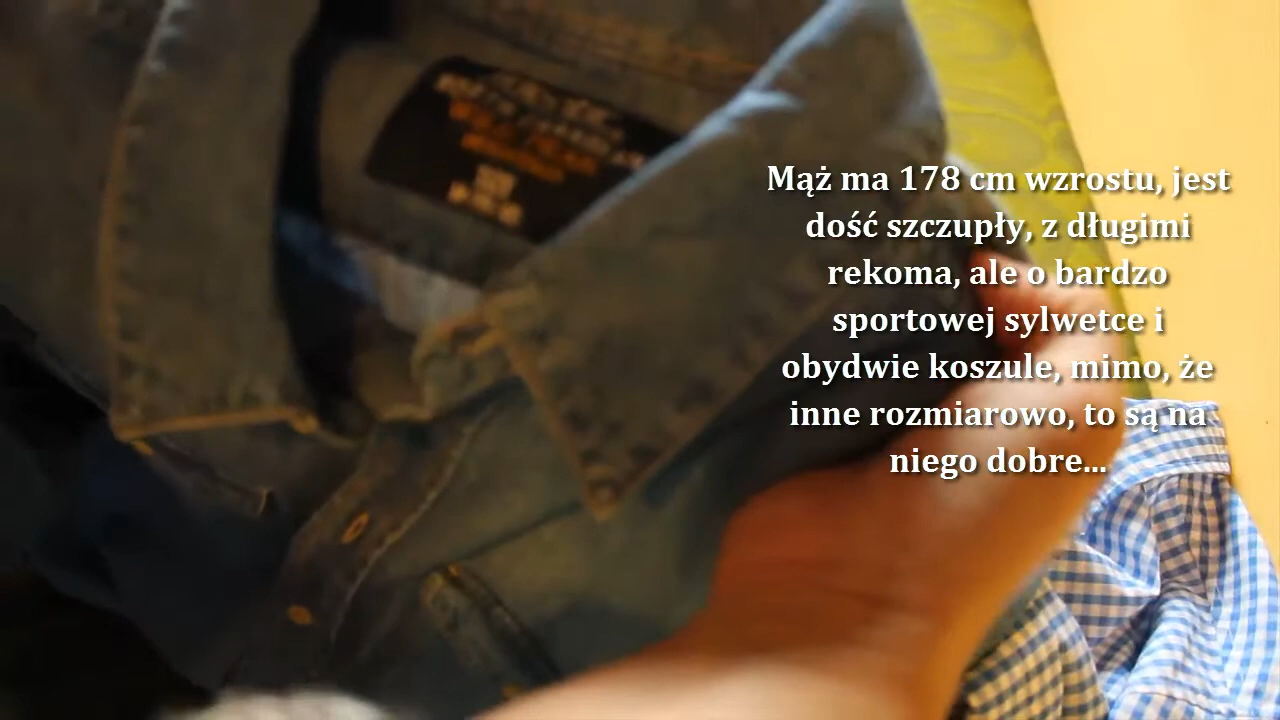 Mąż ma 178 cm wzrostu, jest
dość szczupły, z długimi
rekoma, ale o bardzo
sportowej sylwetce i
obydwie koszule, mimo, że
inne rozmiarowo, to są na
niego dobre...